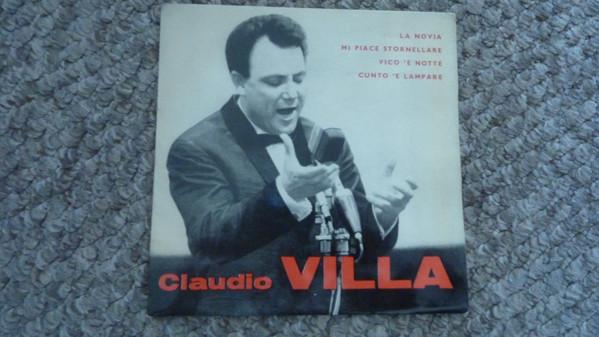 LA NOVIA
MI PIACE STORNELLARE
VICO 'E NOTTE
CUNTO 'E LAMPARE
Claudio VILLA